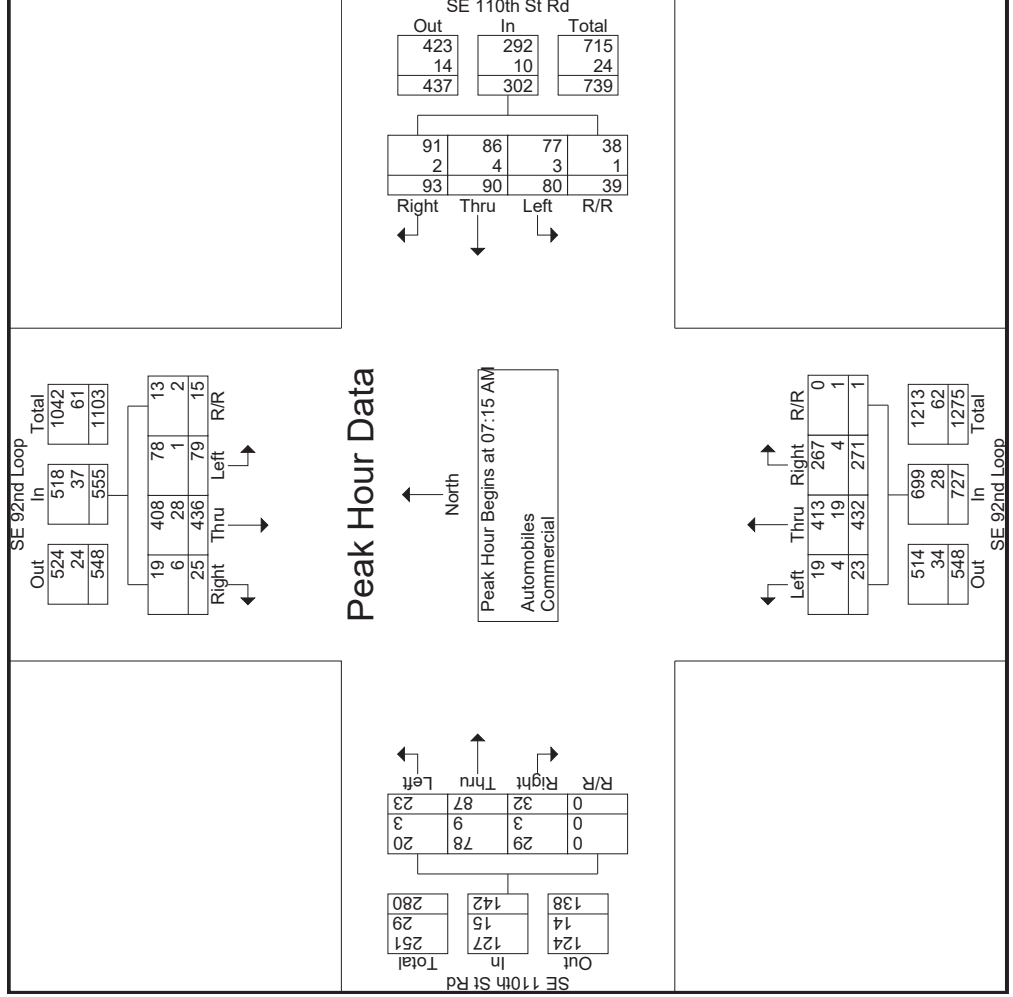 SE 110th St Rd
Out In Total
423 292 715
14 10 24
437 302 739
91 86 77 38
2 4 3 1
93 90 80 39
Right Thru Left R/R
SE 92nd Loop
Out In Total
524 518 1042
24 37 61
548 555 1103
19 408 78 13
6 28 1 2
25 436 79 15
Right Thru Left R/R
Peak Hour Data
North
Peak Hour Begins at 07:15 AM
Automobiles
Commercial
Left Thru Right R/R
19 413 267 0
4 19 4 1
23 432 271 1
514 699 1213
34 28 62
548 727 1275
Out In Total
SE 92nd Loop
Left Thru Right R/R
23 87 32 0
3 9 3 0
20 78 29 0
280 142 138
29 15 14
251 127 124
Total In Out
SE 110th St Rd